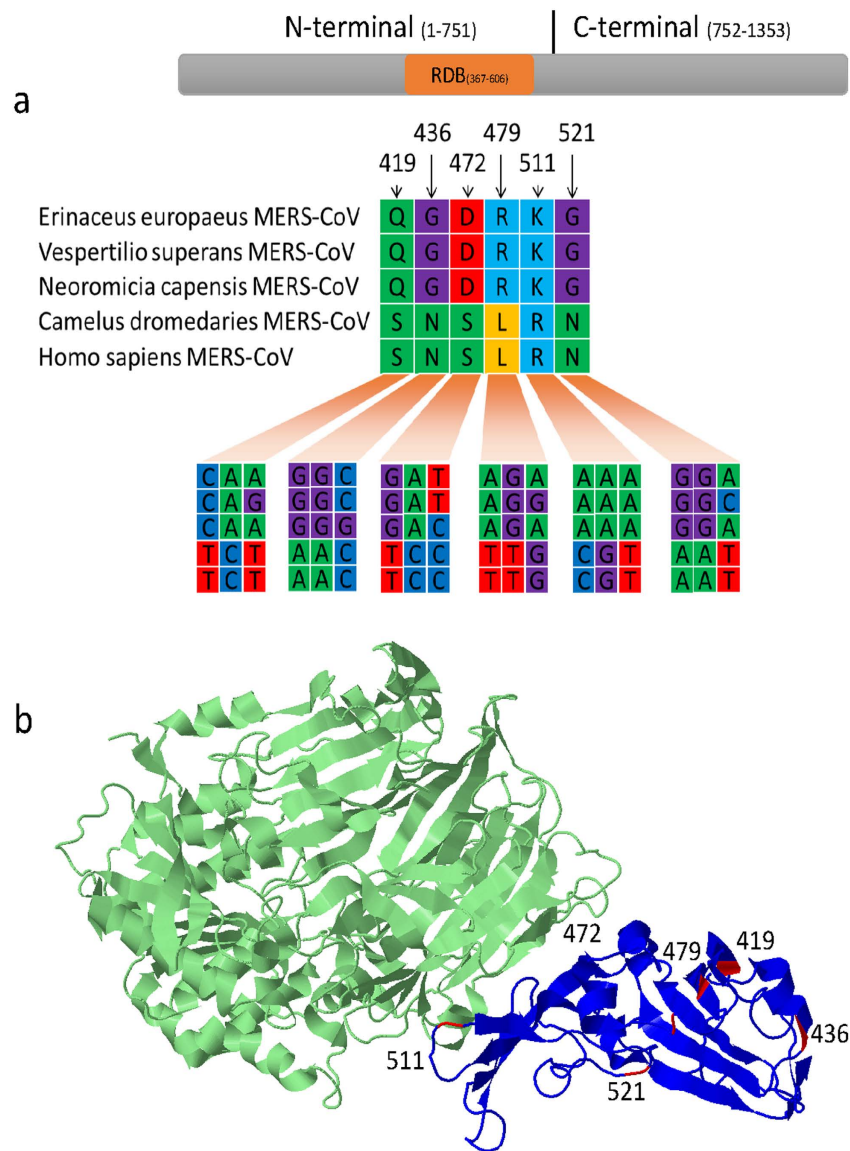 N-terminal (1-751) C-terminal (752-1353)
RDB(367-606)
a
436 479 521
419 472 511
Erinaceus europaeus MERS-CoV Q G D R K G
Vespertilio superans MERS-CoV Q G D R K G
Neoromicia capensis MERS-CoV Q G D R K G
Camelus dromedaries MERS-CoV S N S L R N
Homo sapiens MERS-CoV S N S L R N
C A A G G C G A T A G A A A A G G A
C A G G G C G A T A G G A A A G G C
C A A G G G G A C A G A A A A G G A
T C T A A C T C C T T G C G T A A T
T C T A A C T C C T T G C G T A A T
b
472 479 419
436
511
521